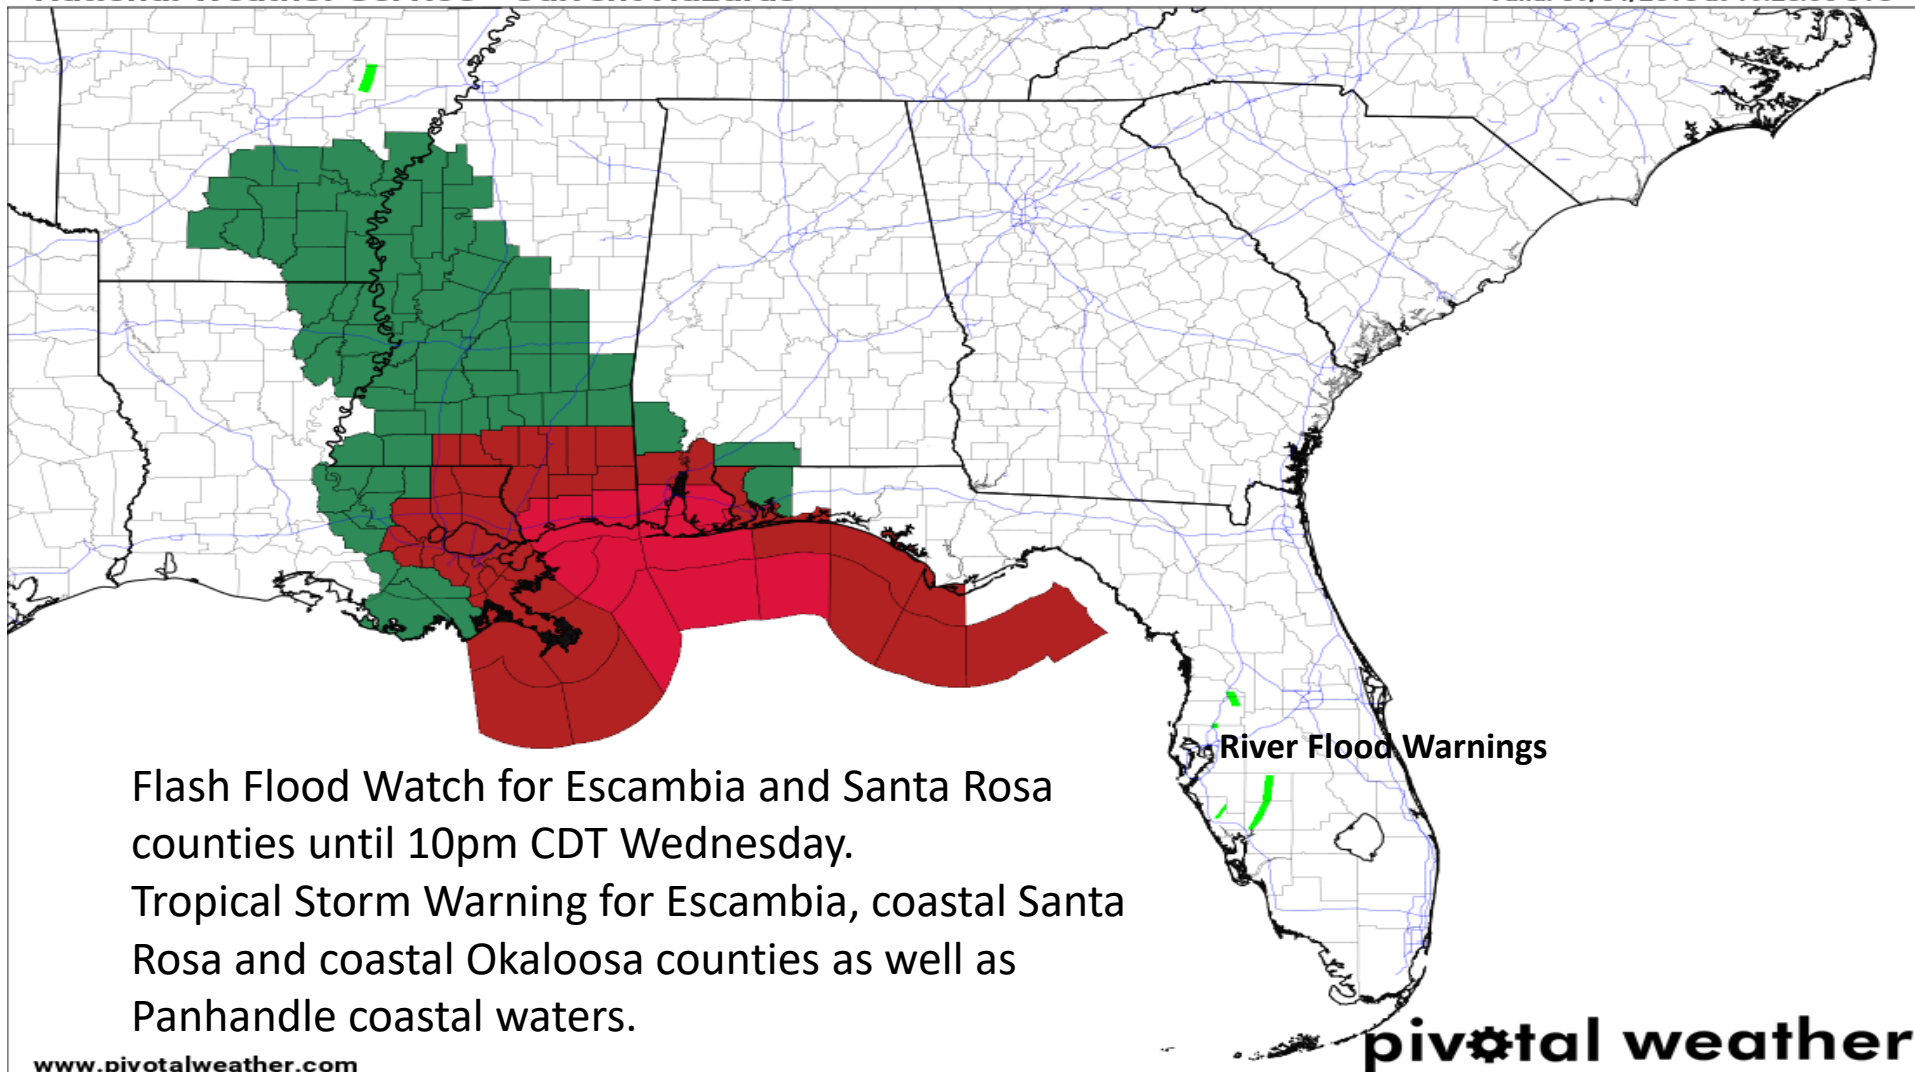 River Flood Warnings
Flash Flood Watch for Escambia and Santa Rosa
counties until 10pm CDT Wednesday.
Tropical Storm Warning for Escambia, coastal Santa
Rosa and coastal Okaloosa counties as well as
Panhandle coastal waters.
www.pivotalweather.com
pivotal weather